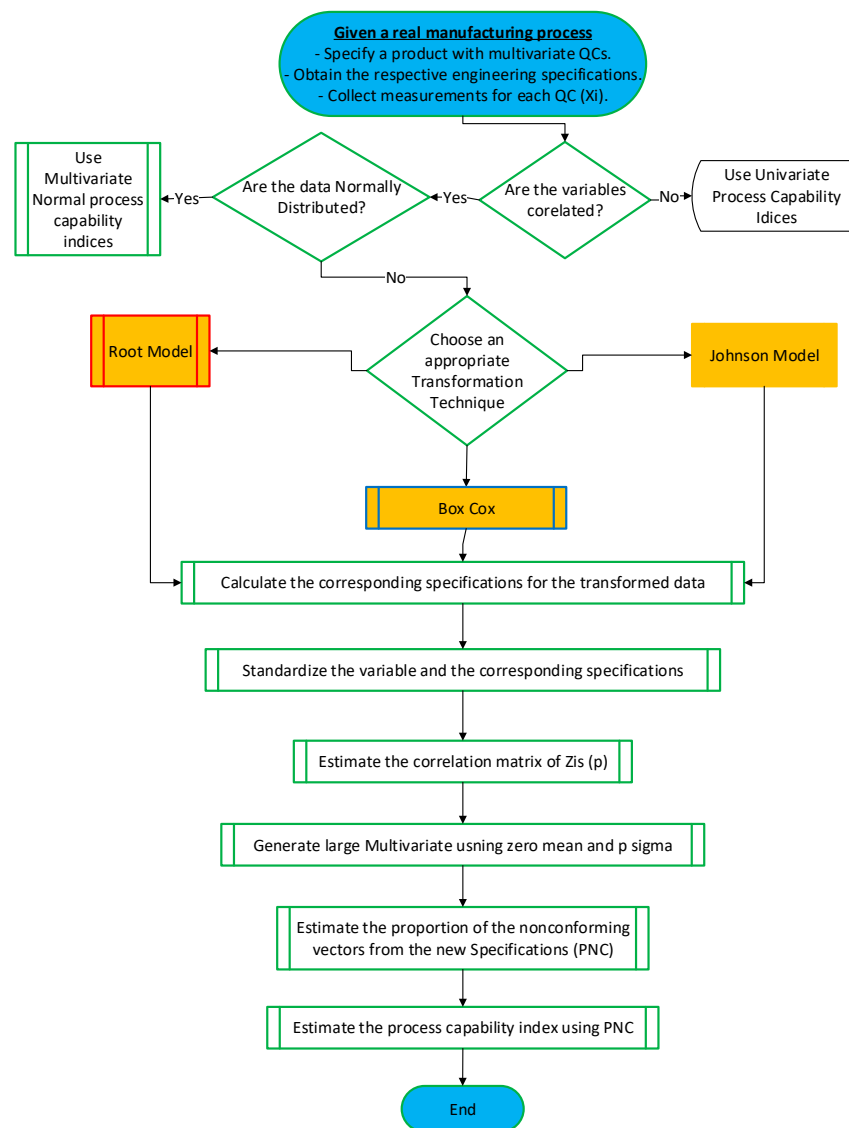 Given a real manufacturing process
- Specify a product with multivariate QCs.
- Obtain the respective engineering specifications.
- Collect measurements for each QC (Xi).
Use
Multivariate
Normal process
capability
indices
Yes
Are the data Normally
Distributed?
Yes
Are the variables
corelated?
No
Use Univariate
Process Capability
Idices
No
Root Model
Choose an
appropriate
Transformation
Technique
Johnson Model
Box Cox
Calculate the corresponding specifications for the transformed data
Standardize the variable and the corresponding specifications
Estimate the correlation matrix of Zis (p)
Generate large Multivariate usning zero mean and p sigma
Estimate the proportion of the nonconforming
vectors from the new Specifications (PNC)
Estimate the process capability index using PNC
End